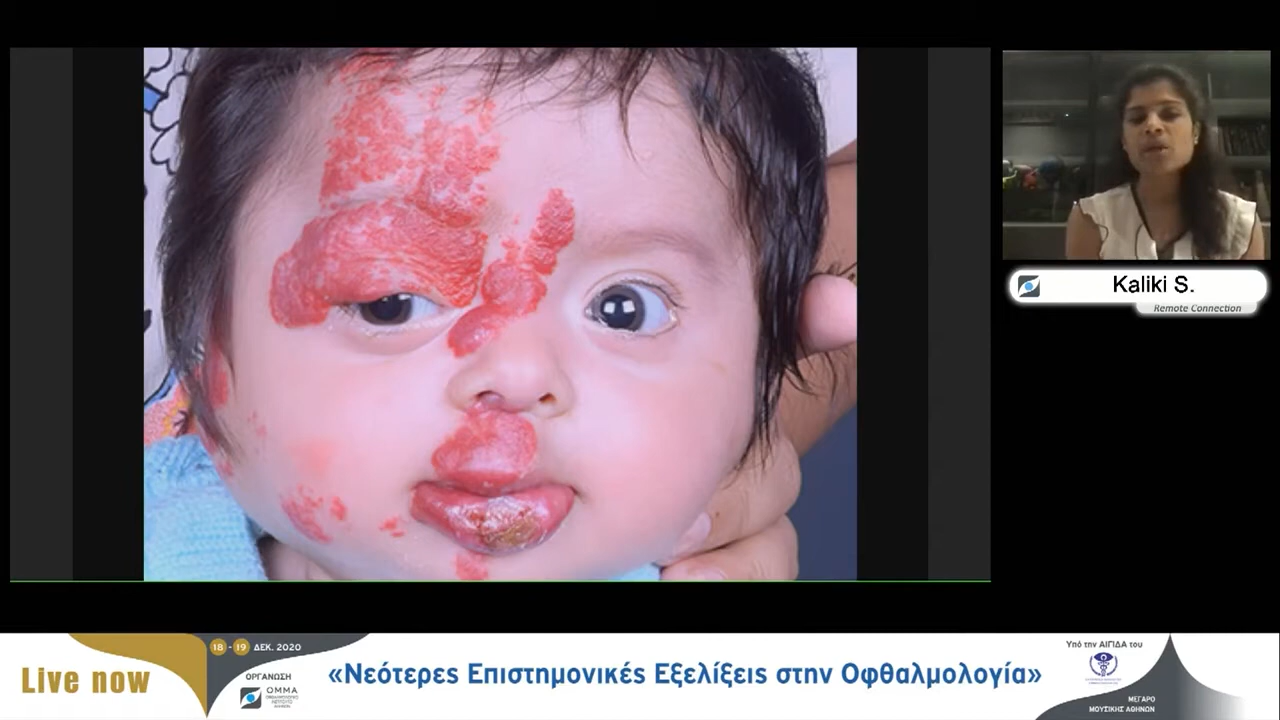 Kaliki S.
Remote Connection
Live now
18 - 19 ΔΕΚ. 2020
ΟΡΓΑΝΩΣΗ
OMMA
«Νεότερες Επιστημονικές Εξελίξεις στην Οφθαλμολογία»
Υπό την ΑΙΓΙΔΑ του
ΜΕΓΑΡΟ
ΜΟΥΣΙΚΗΣ ΑΘΗΝΩΝ